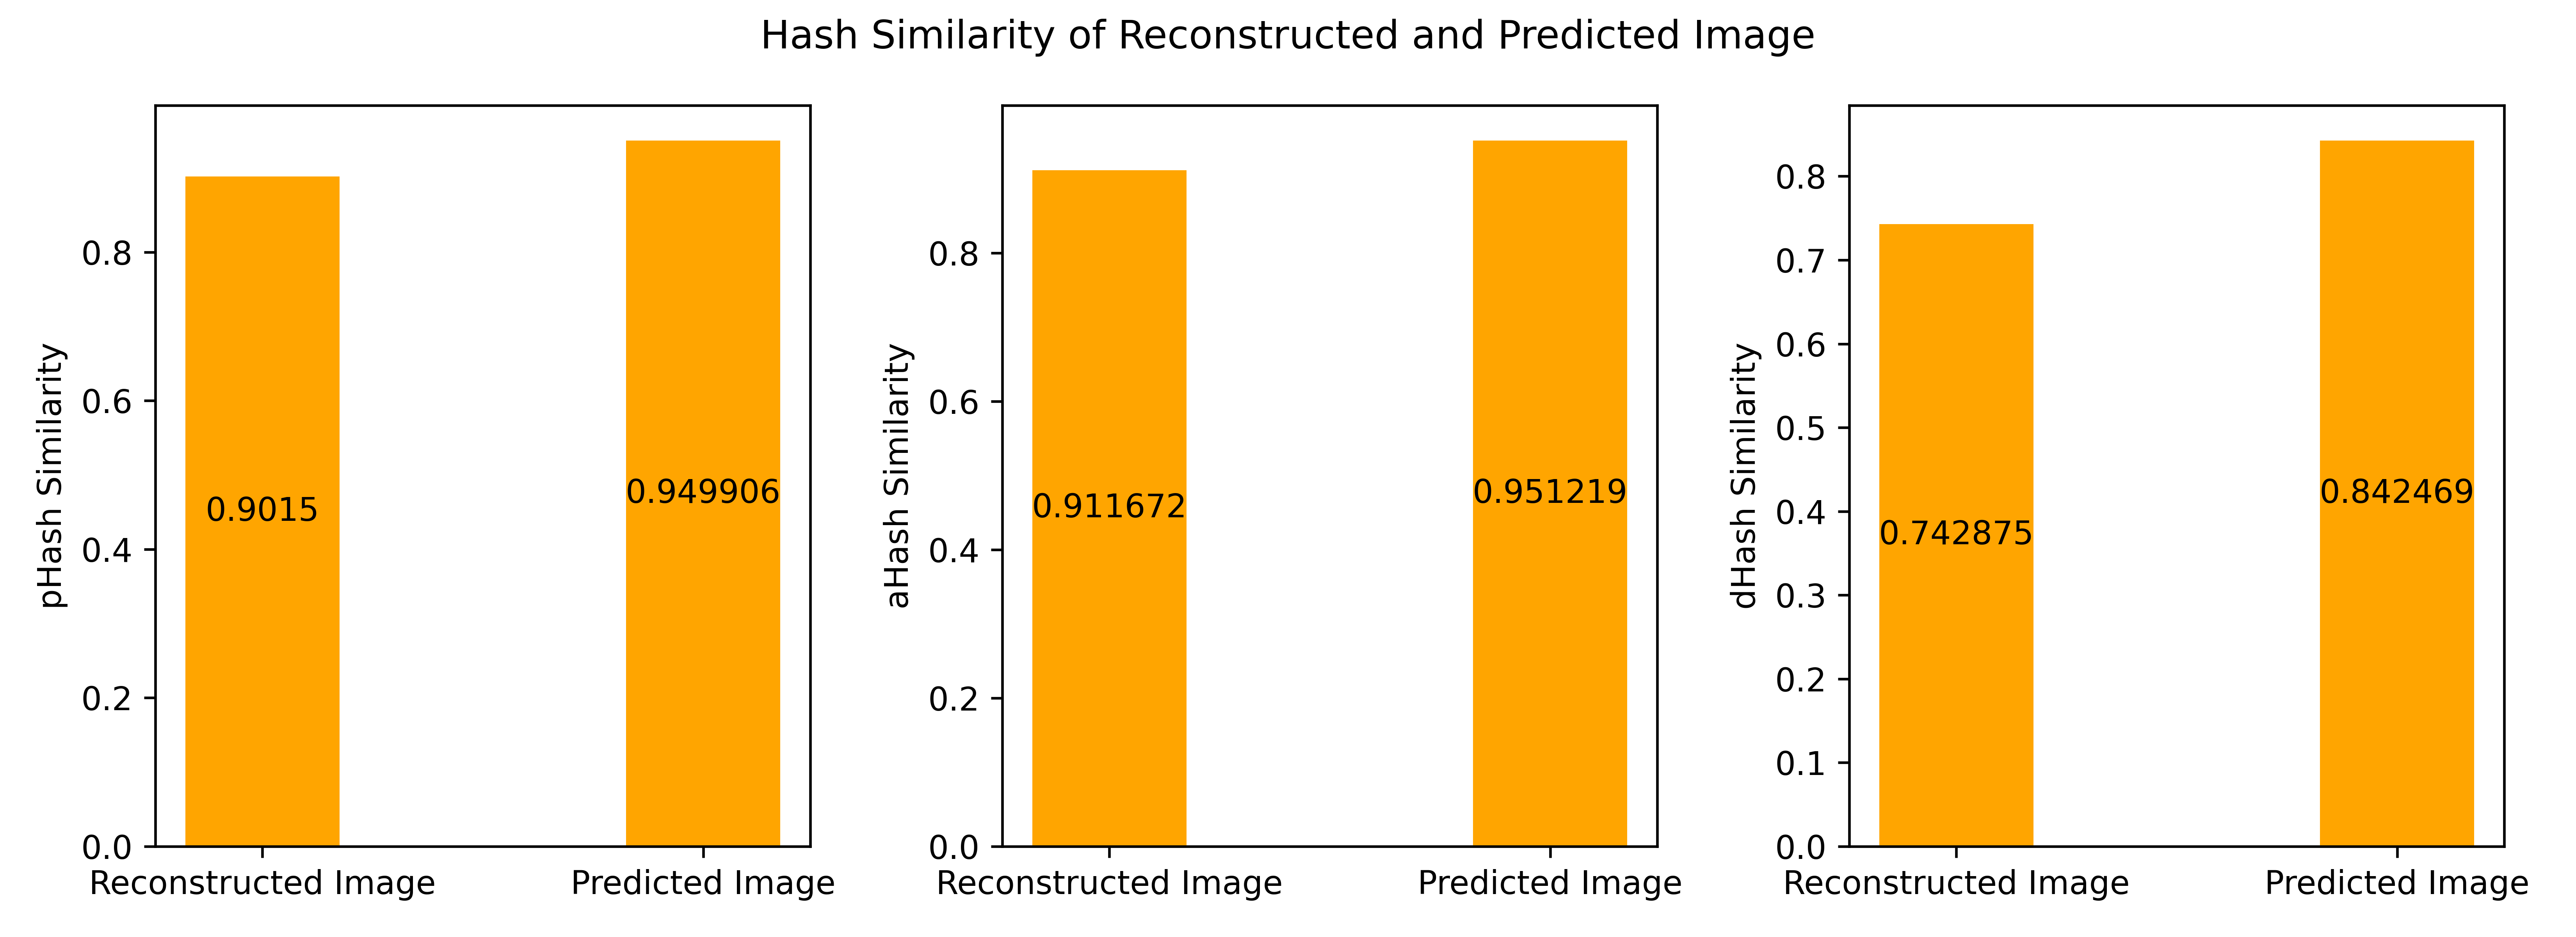 Hash Similarity of Reconstructed and Predicted Image
pHash Similarity
0.8
0.6
0.4
0.2
0.0
0.9015
0.949906
Reconstructed Image
Predicted Image
aHash Similarity
0.8
0.6
0.4
0.2
0.0
0.911672
0.951219
Reconstructed Image
Predicted Image
dHash Similarity
0.8
0.7
0.6
0.5
0.4
0.3
0.2
0.1
0.0
0.742875
0.842469
Reconstructed Image
Predicted Image